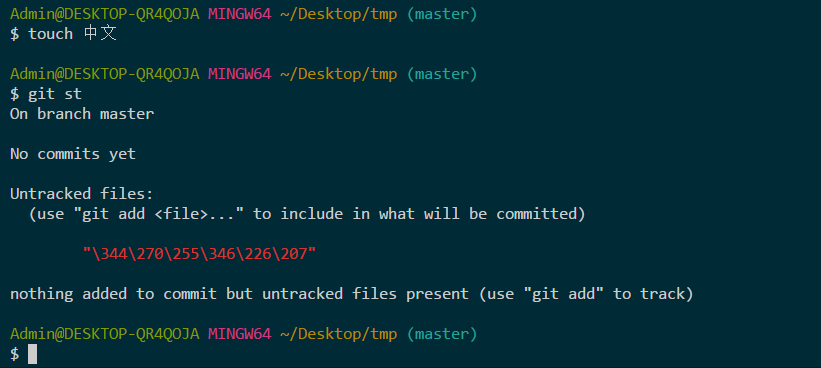 Admin@DESKTOP-QR4QOJA MINGW64 ~/Desktop/tmp (master)
$ touch 中文
Admin@DESKTOP-QR4QOJA MINGW64 ~/Desktop/tmp (master)
$ git st
On branch master
No commits yet
Untracked files:
(use "git add <file>..." to include in what will be committed)
"\344\270\255\346\226\207"
nothing added to commit but untracked files present (use "git add" to track)
Admin@DESKTOP-QR4QOJA MINGW64 ~/Desktop/tmp (master)
$